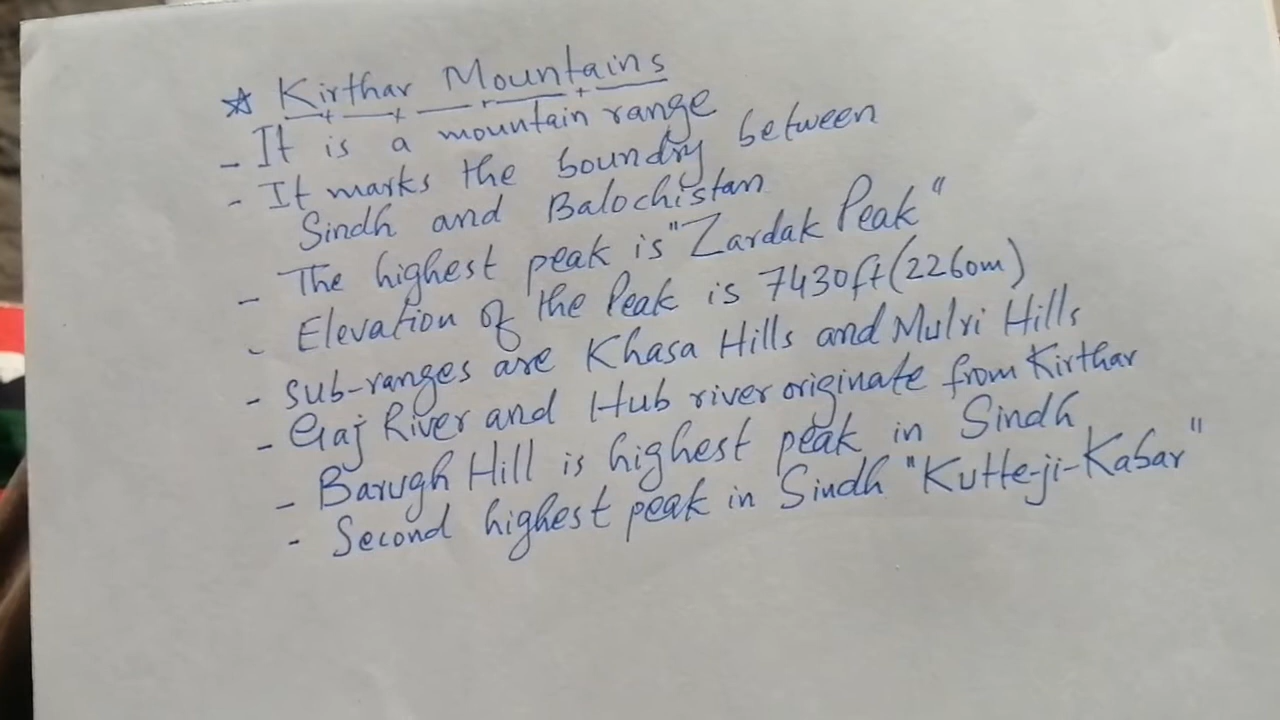 ☆ Kirthar Mountains
- It is a mountain range
- It marks the boundry between
Sindh and Balochistan
- The highest peak is "Zardak Peak"
- Elevation of the Peak is 7430ft (2260m)
- Sub-ranges are Khasa Hills and Mulri Hills
- Gaj River and Hub river originate from Kirthar
- Barugh Hill is highest peak in Sindh
- Second highest peak in Sindh "Kutte-ji-Kabar"